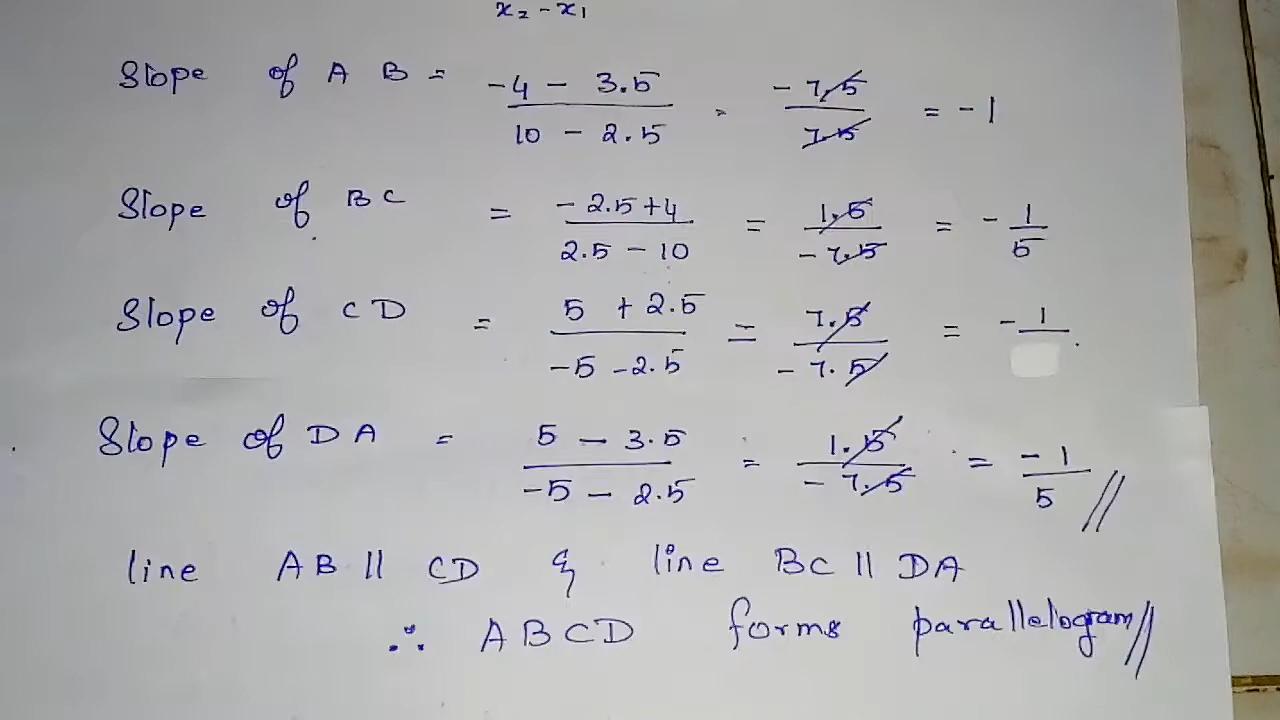 x₂ - x₁
Slope of A B = (-4 - 3.5)/(10 - 2.5) = (-7.5)/(7.5) = -1
Slope of BC = (-2.5+4)/(2.5 - 10) = (1.5)/(-7.5) = -1/5
Slope of CD = (5 + 2.5)/(-5 -2.5) = (7.5)/(-7.5) = -1/
Slope of DA = (5 - 3.5)/(-5 - 2.5) = (1.5)/(-7.5) = -1/5 //
line AB || CD & line BC || DA
∴ ABCD forms parallelogram//